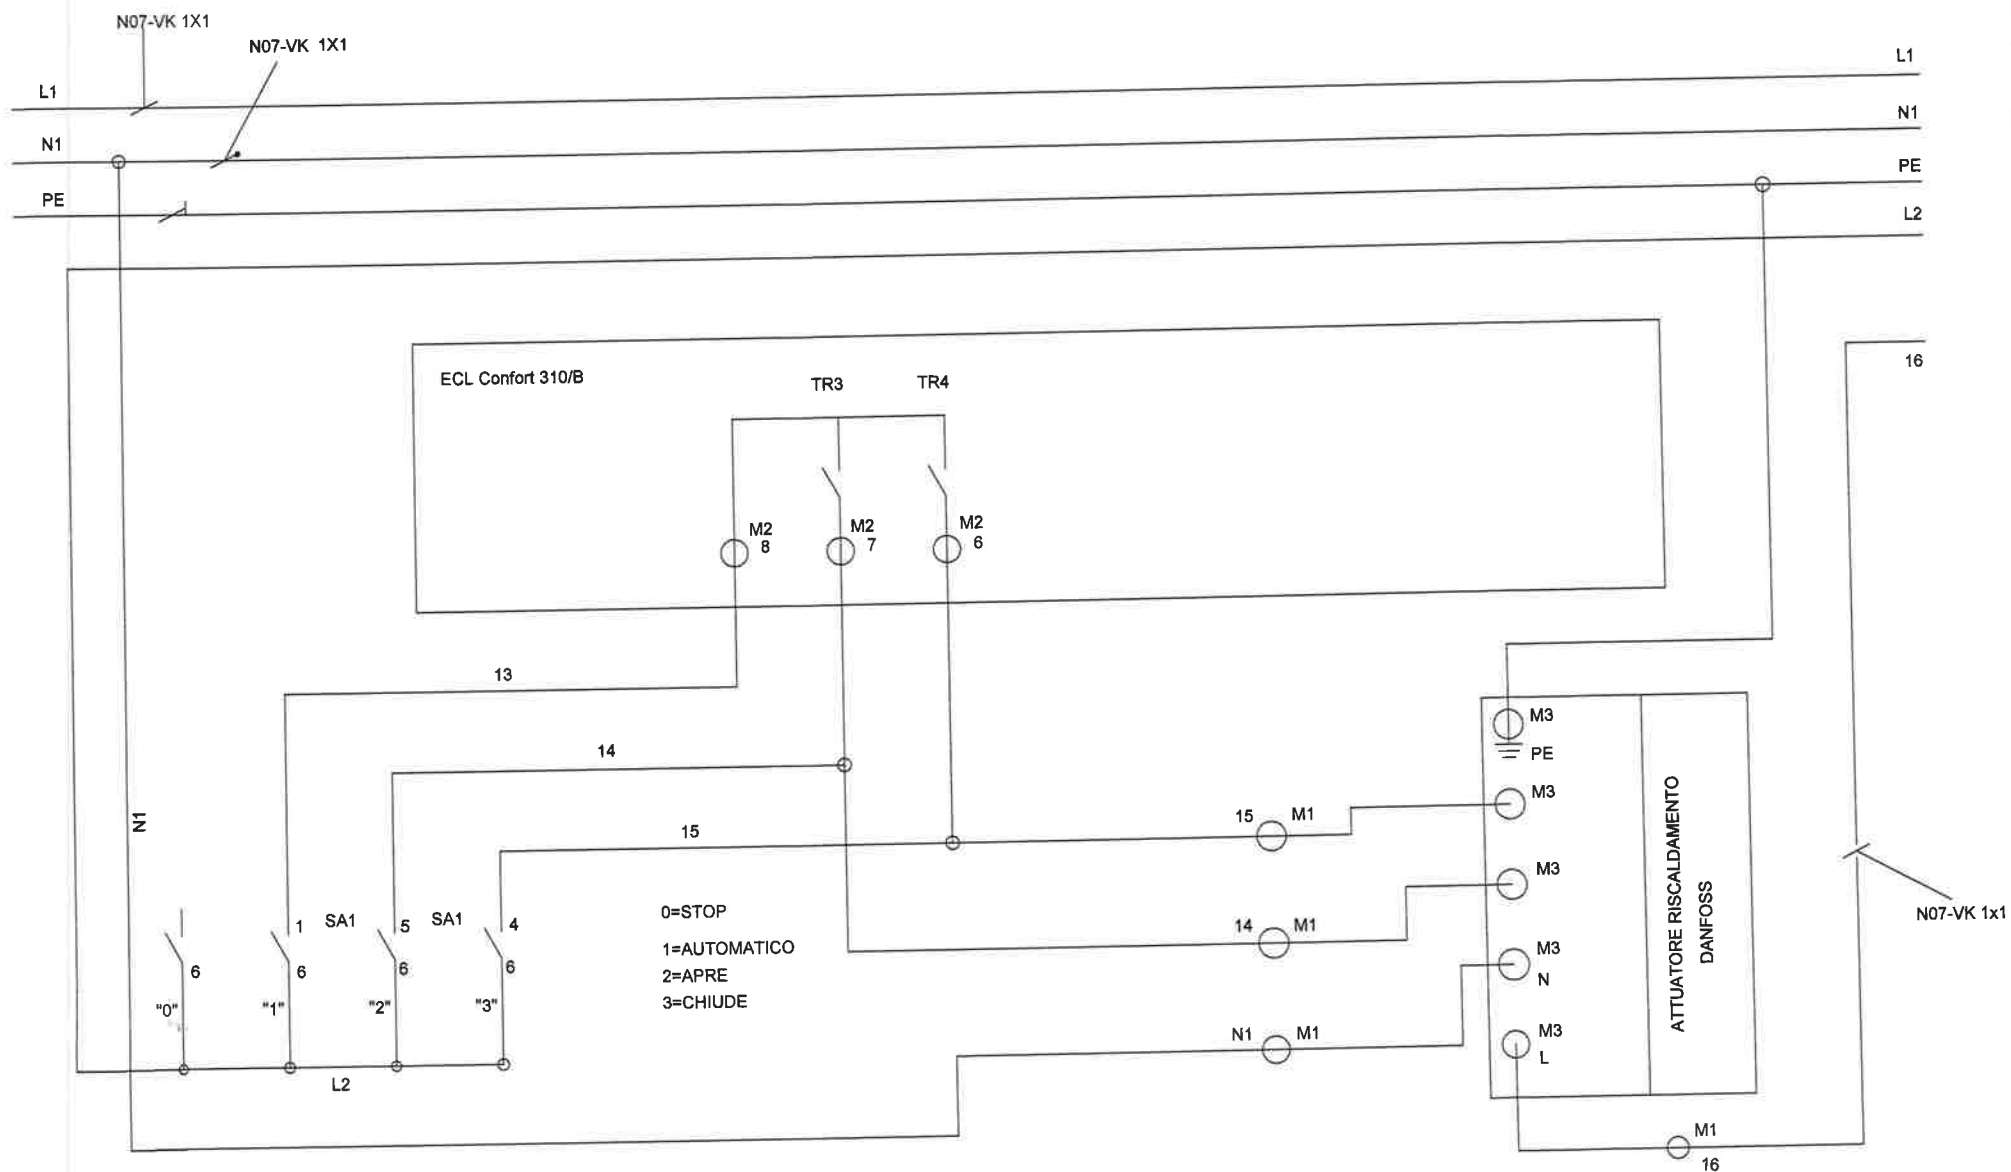 N07-VK 1X1
N07-VK 1X1
L1
L1
N1
N1
PE
PE
L2
16
ECL Confort 310/B
TR3
TR4
M2
8
M2
7
M2
6
13
14
15
N1
15
M1
14
M1
N1
M1
M3
PE
M3
M3
M3
N
M3
L
ATTUATORE RISCALDAMENTO
DANFOSS
N07-VK 1x1
M1
16
1
SA1
5
SA1
4
6
6
6
6
"0"
"1"
"2"
"3"
L2
0=STOP
1=AUTOMATICO
2=APRE
3=CHIUDE